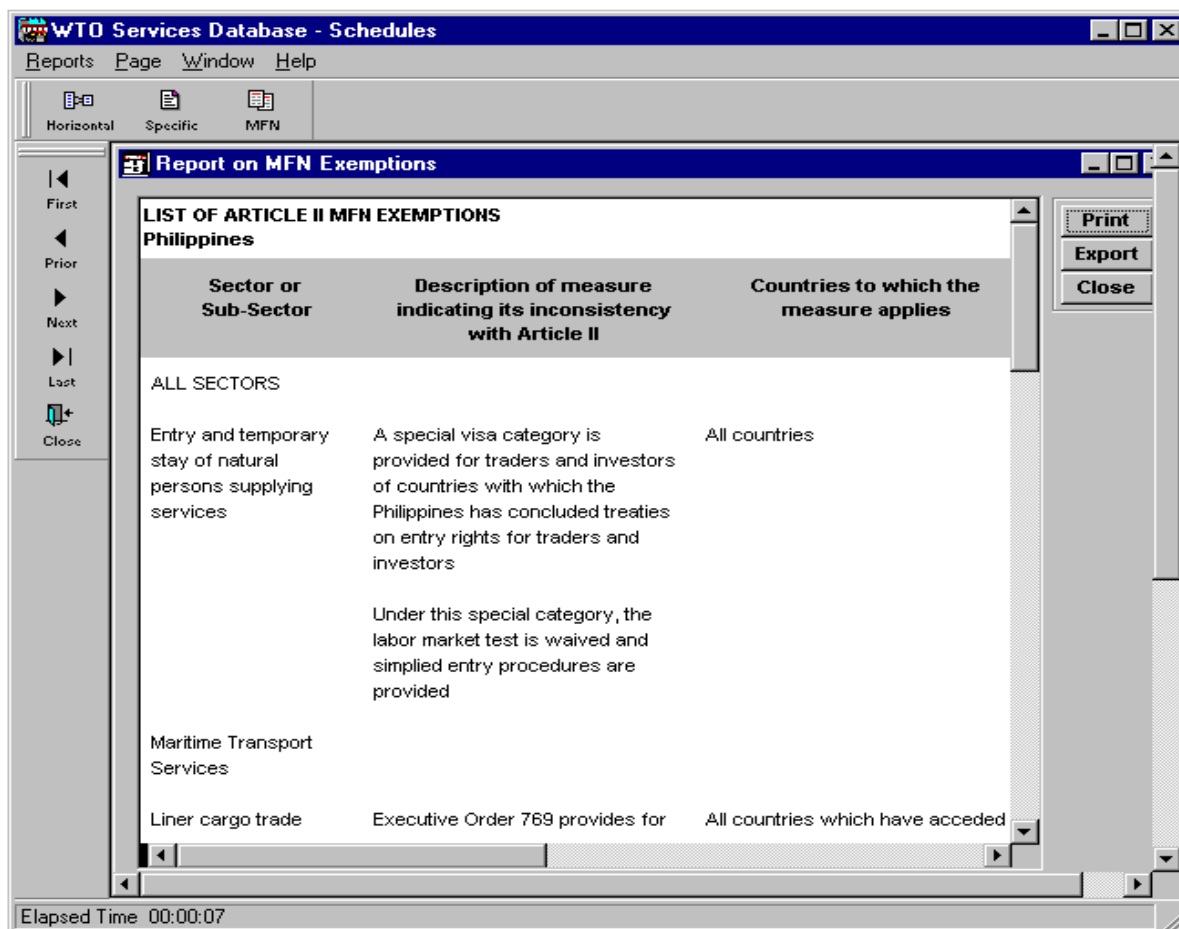 WTO Services Database - Schedules
Reports Page Window Help
Horizontal Specific MFN
First
Prior
Next
Last
Close
Report on MFN Exemptions
Print
Export
Close
LIST OF ARTICLE II MFN EXEMPTIONS
Philippines
Sector or
Sub-Sector
Description of measure
indicating its inconsistency
with Article II
Countries to which the
measure applies
ALL SECTORS
Entry and temporary
stay of natural
persons supplying
services
A special visa category is
provided for traders and investors
of countries with which the
Philippines has concluded treaties
on entry rights for traders and
investors
Under this special category, the
labor market test is waived and
simplied entry procedures are
provided
All countries
Maritime Transport
Services
Liner cargo trade
Executive Order 769 provides for
All countries which have acceded
Elapsed Time 00:00:07